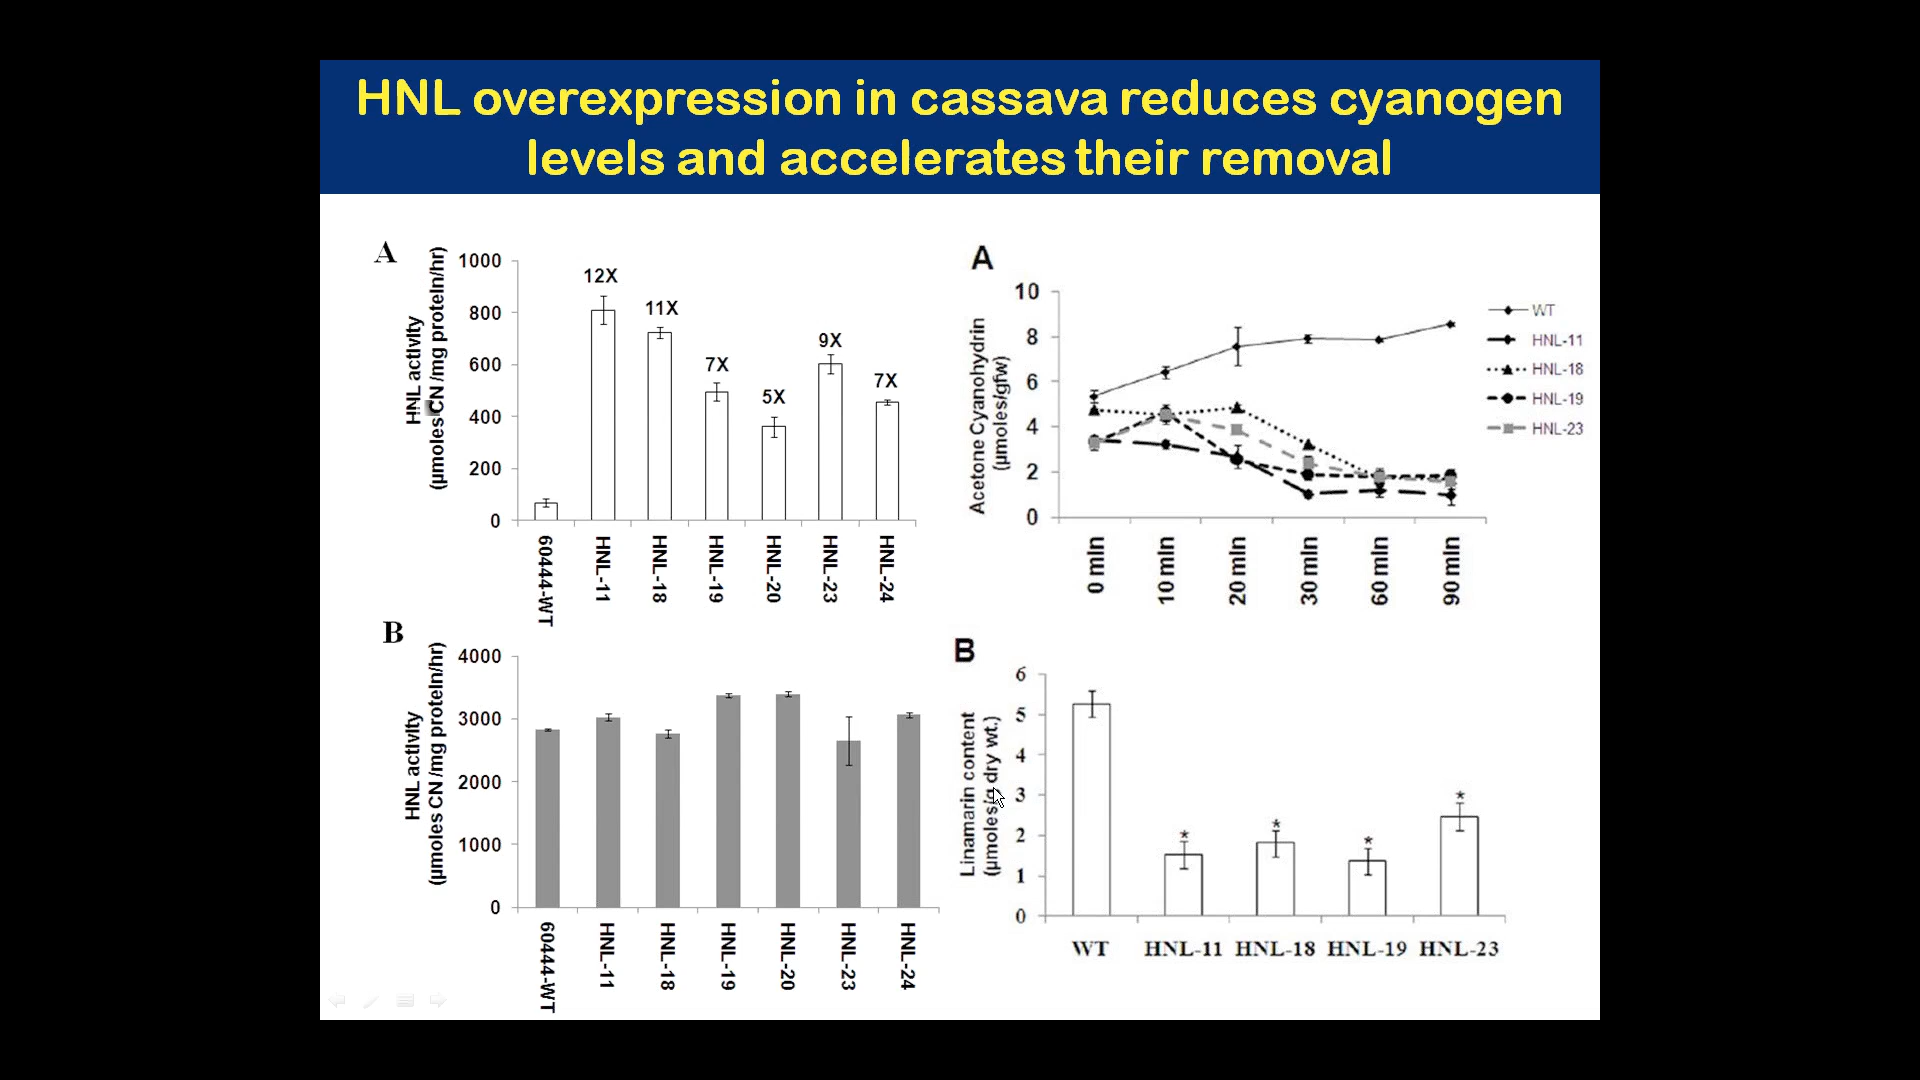 HNL overexpression in cassava reduces cyanogen
levels and accelerates their removal
A
HNL activity
(µmoles CN /mg protein/hr)
1000
800
600
400
200
0
12X
11X
7X
5X
9X
7X
60444-WT
HNL-11
HNL-18
HNL-19
HNL-20
HNL-23
HNL-24
B
HNL activity
(µmoles CN /mg protein/hr)
4000
3000
2000
1000
0
60444-WT
HNL-11
HNL-18
HNL-19
HNL-20
HNL-23
HNL-24
A
Acetone Cyanohydrin
(µmoles/gfw)
10
8
6
4
2
0
0 min
10 min
20 min
30 min
60 min
90 min
WT
HNL-11
HNL-18
HNL-19
HNL-23
B
Linamarin content
(µmoles/g dry wt.)
6
5
4
3
2
1
0
*
*
*
*
WT
HNL-11
HNL-18
HNL-19
HNL-23